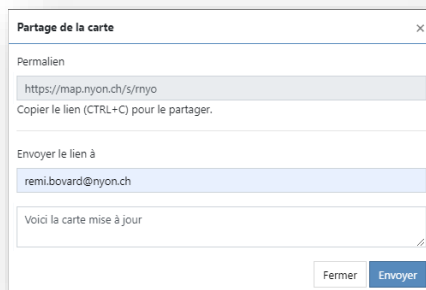 Partage de la carte ×
Permalien
https://map.nyon.ch/s/rnyo
Copier le lien (CTRL+C) pour le partager.
Envoyer le lien à
remi.bovard@nyon.ch
Voici la carte mise à jour
Fermer Envoyer